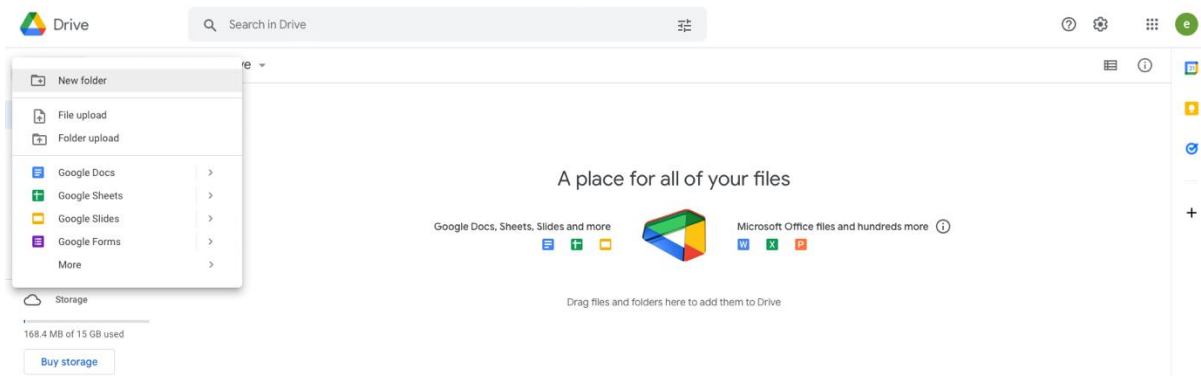 Drive
Search in Drive
e
ve
New folder
File upload
Folder upload
Google Docs
Google Sheets
Google Slides
Google Forms
More
Storage
168.4 MB of 15 GB used
Buy storage
A place for all of your files
Google Docs, Sheets, Slides and more
Microsoft Office files and hundreds more
W X P
Drag files and folders here to add them to Drive
31